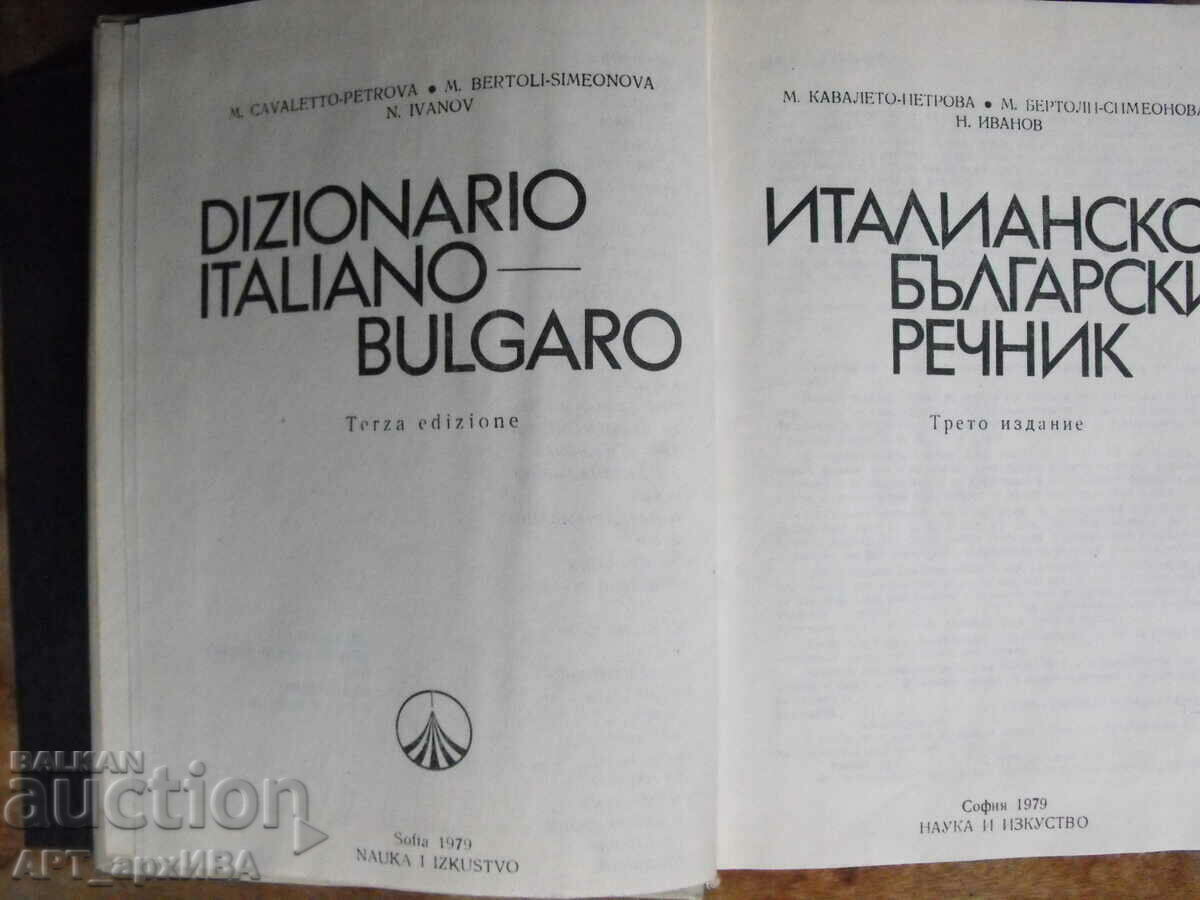 M. CAVALETTO-PETROVA • M. BERTOLI-SIMEONOVA
N. IVANOV
DIZIONARIO
ITALIANO —
BULGARO
Terza edizione
Sofia 1979
NAUKA I IZKUSTVO
М. КАВАЛЕТО-ПЕТРОВА • М. БЕРТОЛИ-СИМЕОНОВА
Н. ИВАНОВ
ИТАЛИАНСКО
БЪЛГАРСКИ
РЕЧНИК
Трето издание
София 1979
НАУКА И ИЗКУСТВО
BALKAN
auction
АРТ_архИВА